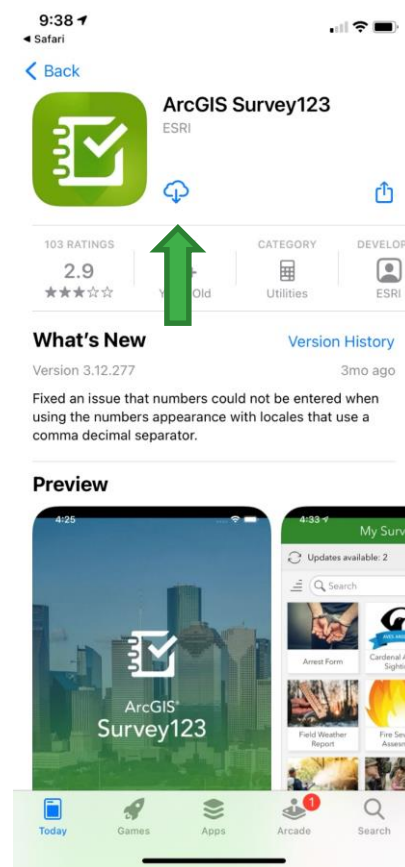 9:38
Safari
Back
ArcGIS Survey123
ESRI
103 RATINGS
CATEGORY
2.9
Old
Utilities
ESRI
What's New
Version History
Version 3.12.277
3mo ago
Fixed an issue that numbers could not be entered when
using the numbers appearance with locales that use a
comma decimal separator.
Preview
4:25
ArcGIS®
Survey123
4:33
My Surv
Updates available: 2
Search
Arrest Form
Field Weather
Report
Today
Games
Apps
Arcade
1
Search